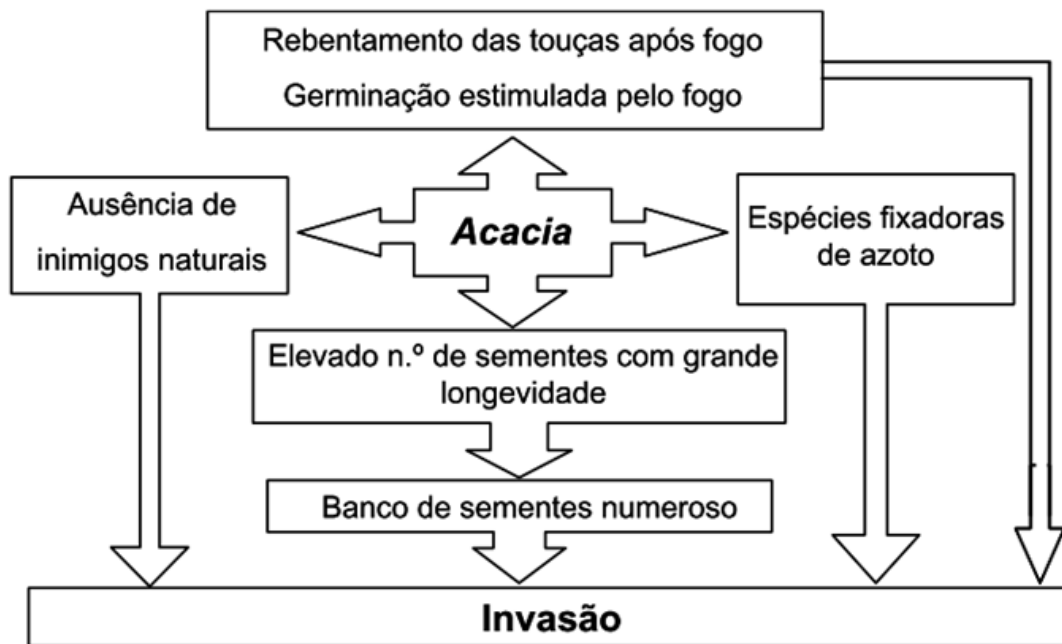 Rebentamento das touças após fogo
Germinação estimulada pelo fogo
Ausência de
inimigos naturais
Acacia
Espécies fixadoras
de azoto
Elevado n.º de sementes com grande
longevidade
Banco de sementes numeroso
Invasão